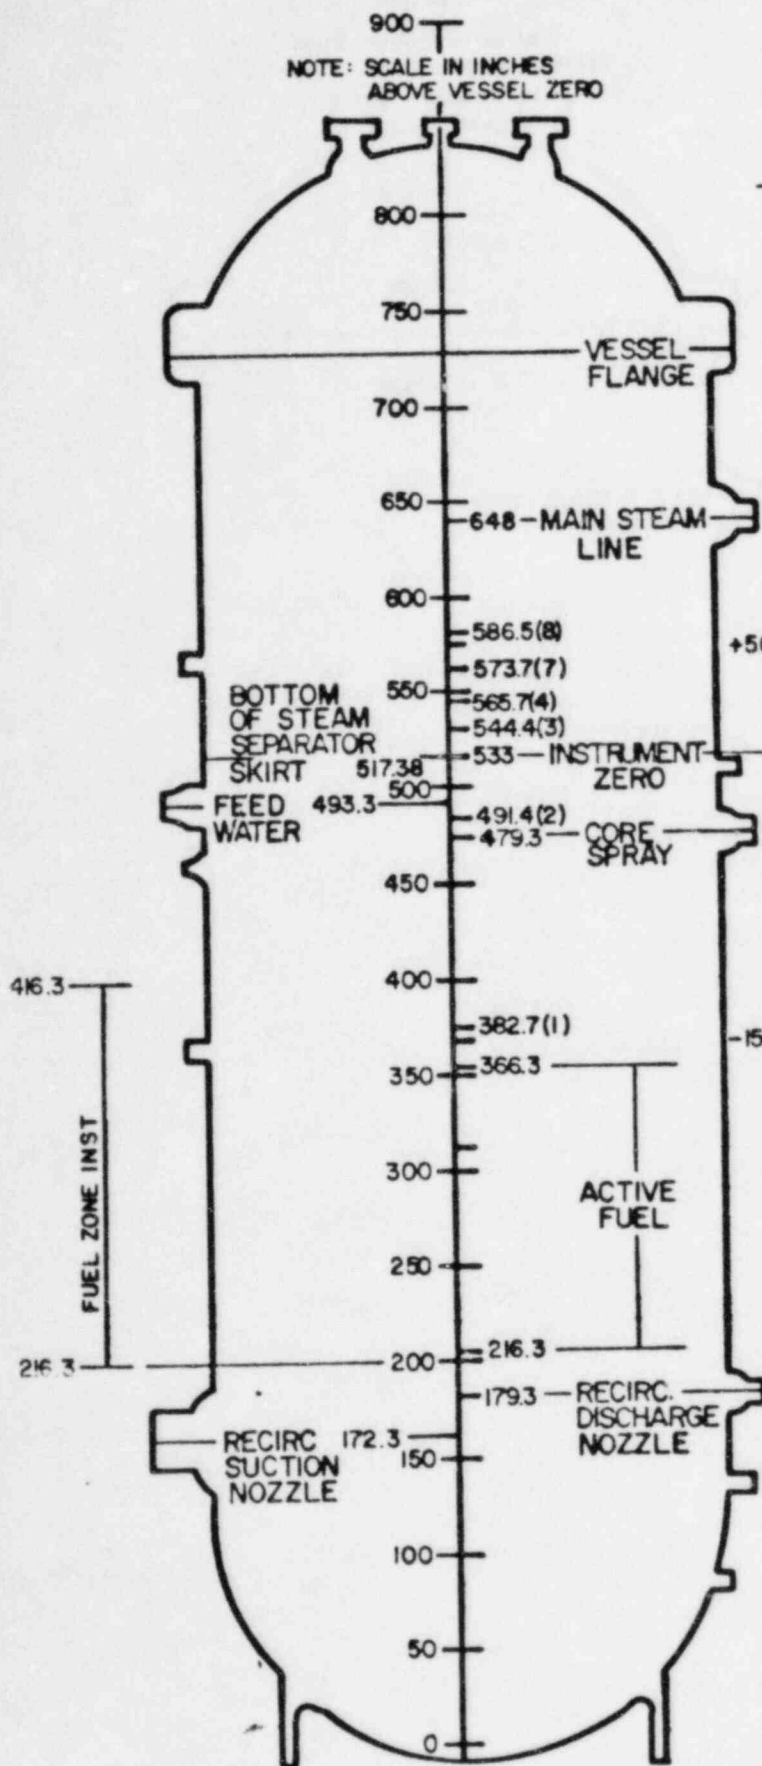 900
NOTE: SCALE IN INCHES
ABOVE VESSEL ZERO
800
750
VESSEL
FLANGE
700
650
648 MAIN STEAM
LINE
600
586.5(8)
573.7(7)
+5
550
565.7(4)
544.4(3)
BOTTOM
OF STEAM
SEPARATOR
SKIRT 517.38
533 INSTRUMENT
ZERO
500
FEED 493.3
WATER
491.4(2)
479.3 CORE
SPRAY
450
416.3
400
382.7(1)
-15
366.3
350
300
ACTIVE
FUEL
FUEL ZONE INST
250
216.3
200
216.3
179.3 RECIRC.
DISCHARGE
NOZZLE
RECIRC 172.3
SUCTION
NOZZLE
150
100
50
0